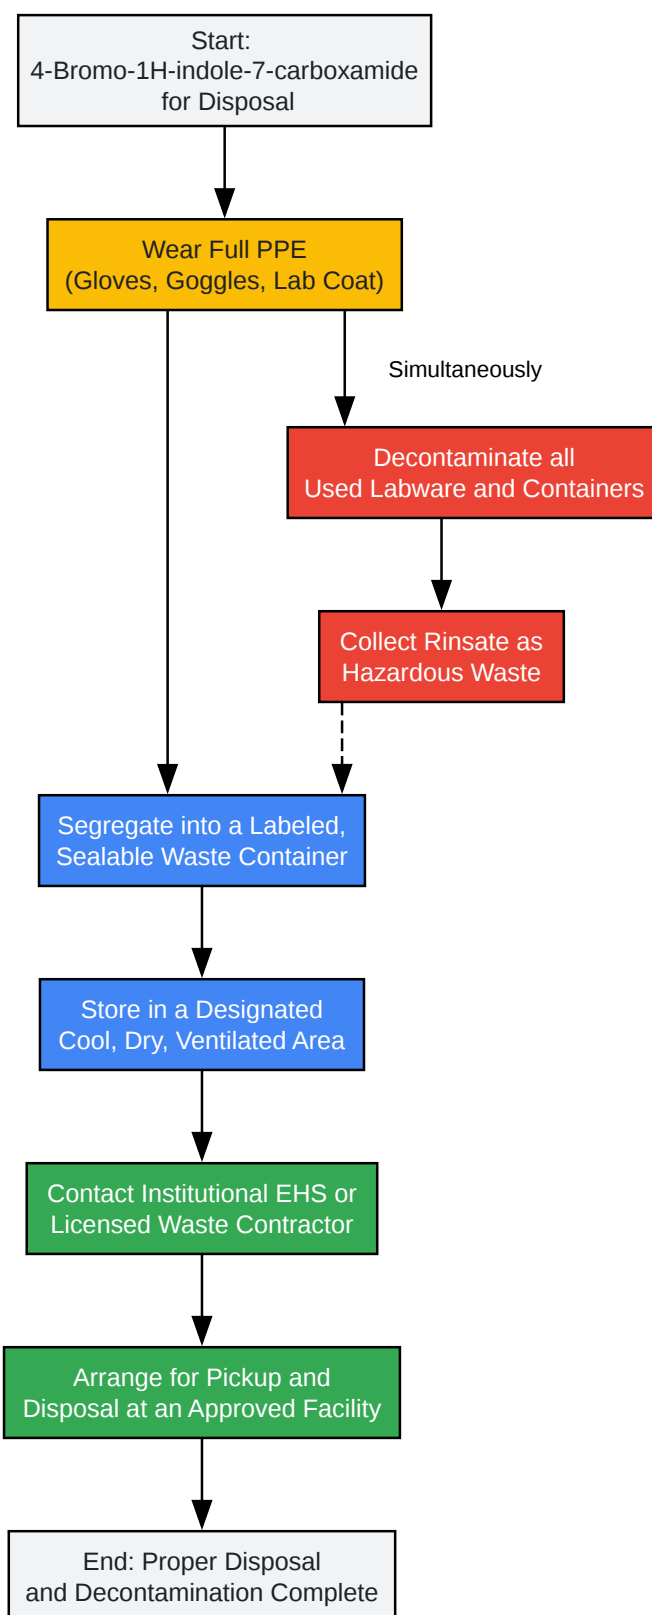 Start:
4-Bromo-1H-indole-7-carboxamide
for Disposal
Wear Full PPE
(Gloves, Goggles, Lab Coat)
Simultaneously
Decontaminate all
Used Labware and Containers
Collect Rinsate as
Hazardous Waste
Segregate into a Labeled,
Sealable Waste Container
Store in a Designated
Cool, Dry, Ventilated Area
Contact Institutional EHS or
Licensed Waste Contractor
Arrange for Pickup and
Disposal at an Approved Facility
End: Proper Disposal
and Decontamination Complete